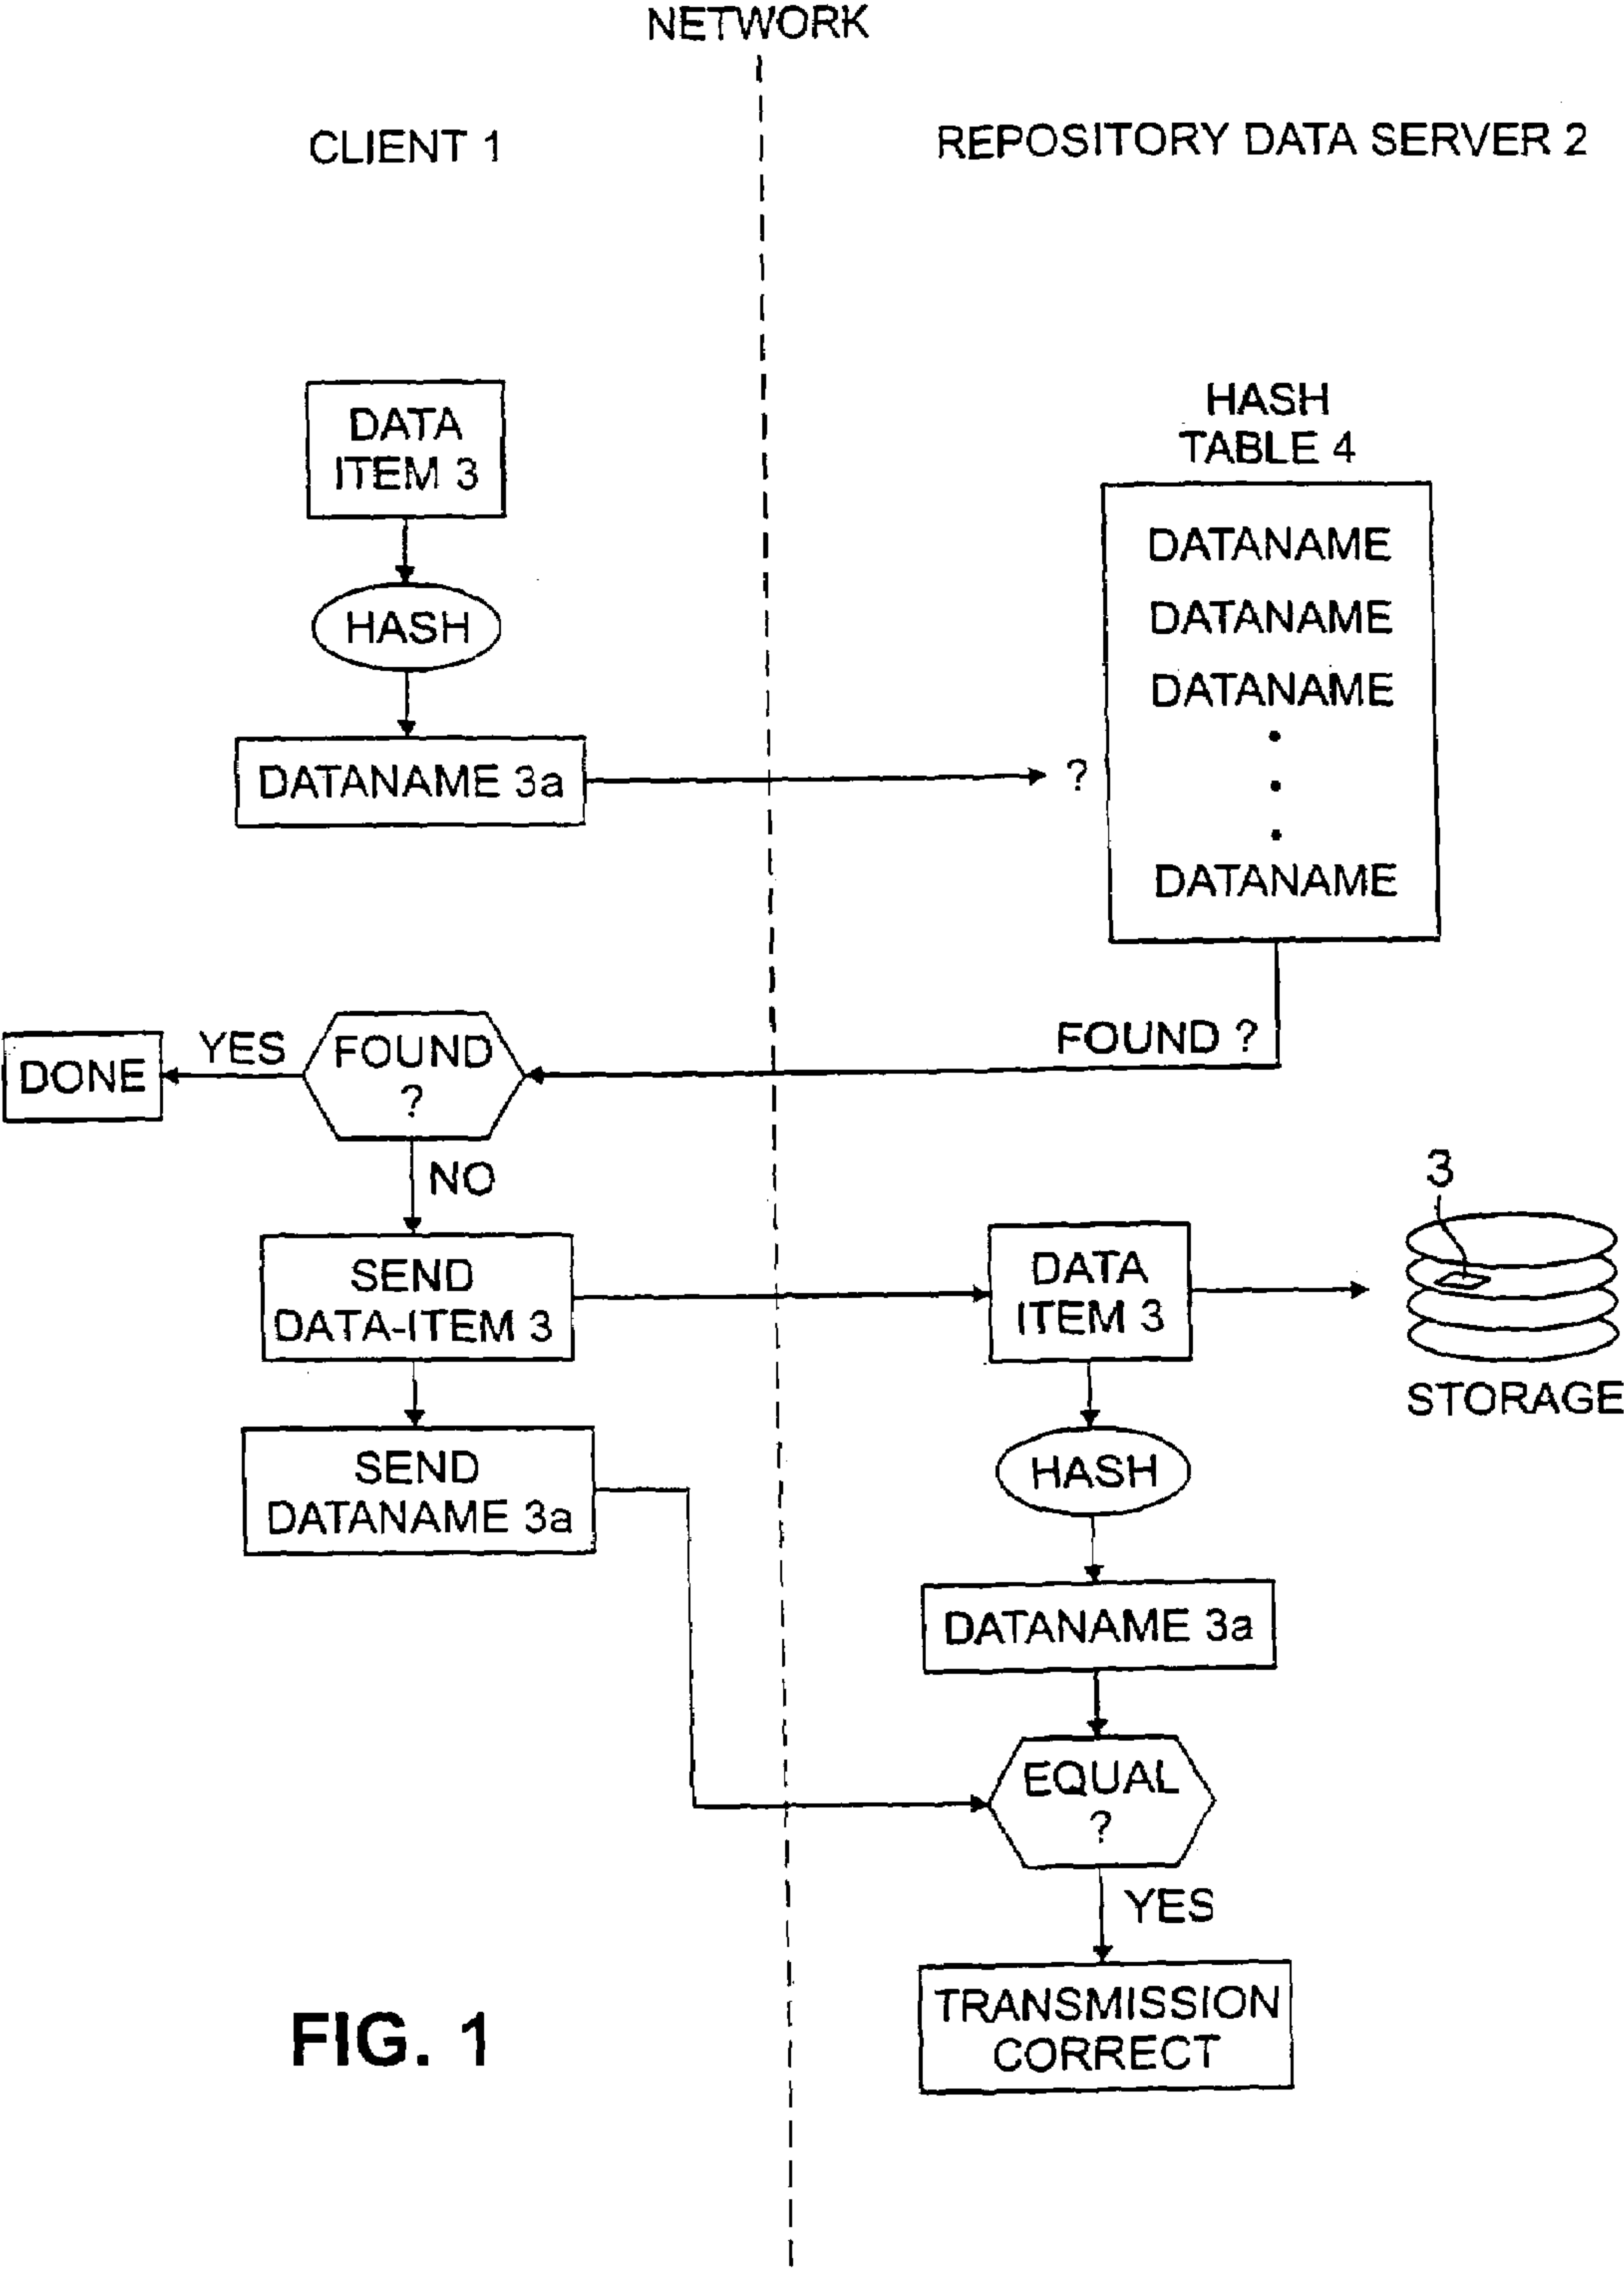 NETWORK
CLIENT 1
REPOSITORY DATA SERVER 2
DATA
ITEM 3
HASH
DATANAME 3a
?
HASH
TABLE 4
DATANAME
DATANAME
DATANAME
DATANAME
FOUND ?
FOUND
?
YES
DONE
NO
SEND
DATA-ITEM 3
DATA
ITEM 3
3
STORAGE
SEND
DATANAME 3a
HASH
DATANAME 3a
EQUAL
?
YES
TRANSMISSION
CORRECT
FIG. 1